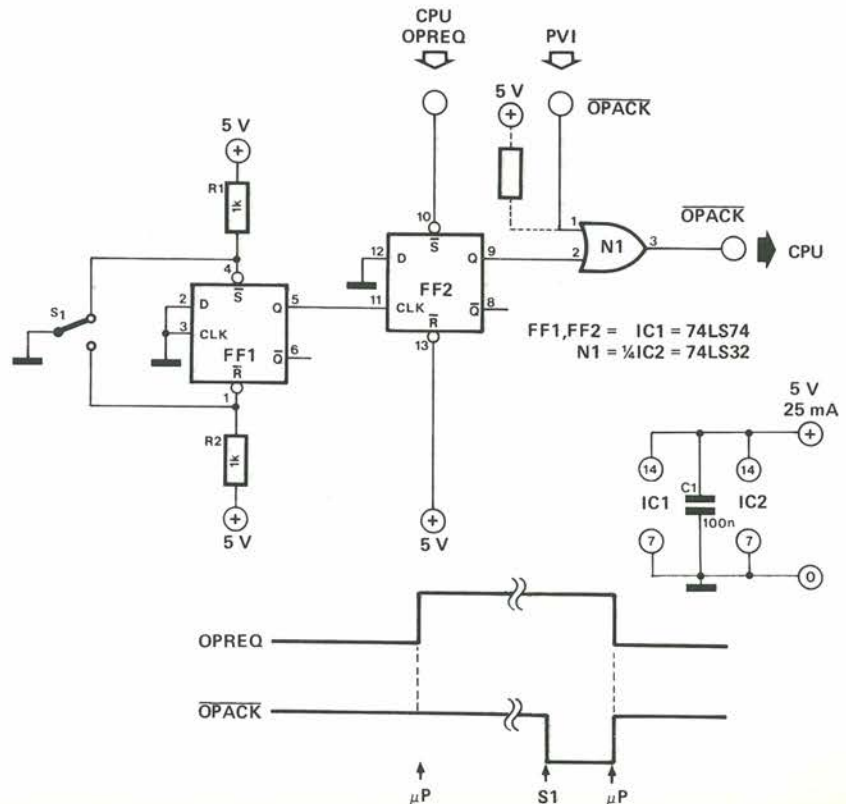 CPU
OPREQ
PVI
5 V
OPACK
5 V
R1
1k
10
1
12
D
S
Q
9
2
N1
3
OPACK
CPU
4
S1
2
D
S
Q
5
11
CLK
FF2
Q
8
3
CLK
FF1
Q
6
R
13
R
1
FF1,FF2 = IC1 = 74LS74
N1 = ¼IC2 = 74LS32
R2
1k
5 V
25 mA
14
C1
14
IC1
IC2
100n
7
7
0
5 V
5 V
OPREQ
OPACK
μP
S1
μP